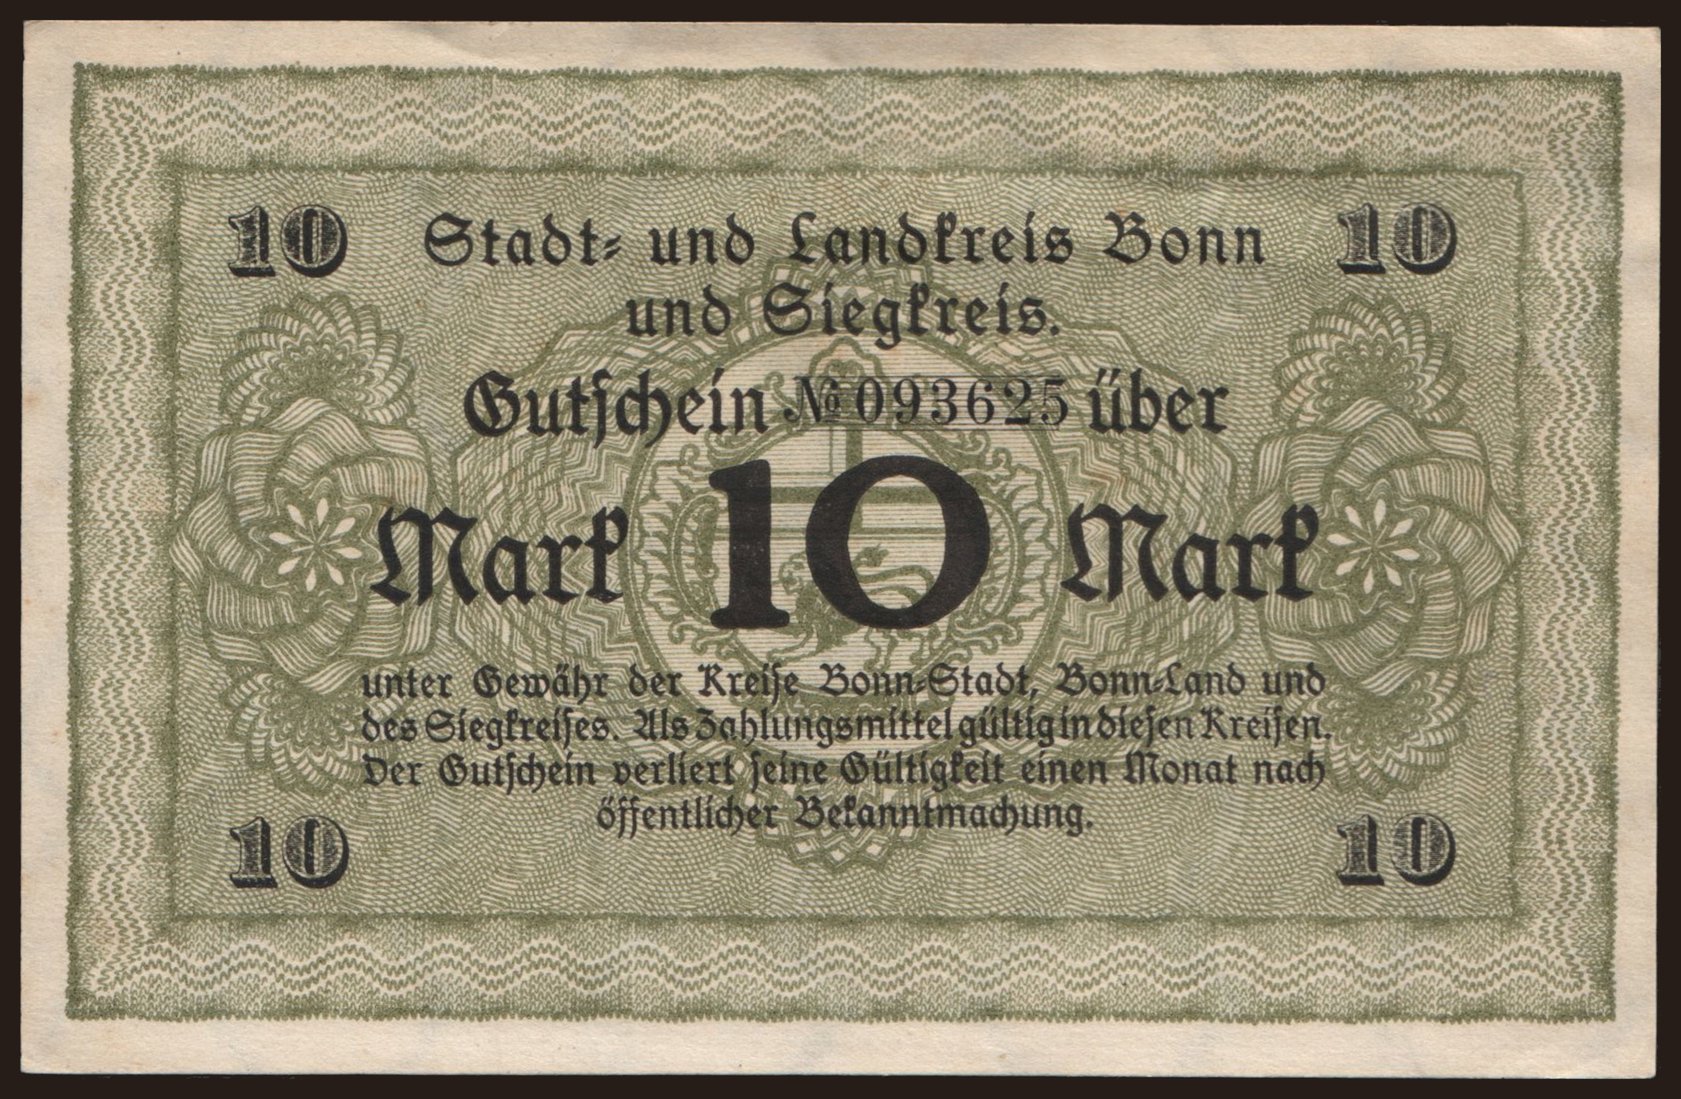 10 Stadt- und Landkreis Bonn 10
und Siegkreis.
Gutschein № 093625 über
Mark 10 Mark
unter Gewähr der Kreise Bonn-Stadt, Bonn-Land und
des Siegkreises. Als Zahlungsmittel gültig in diesen Kreisen.
Der Gutschein verliert seine Gültigkeit einen Monat nach
öffentlicher Bekanntmachung.
10 10